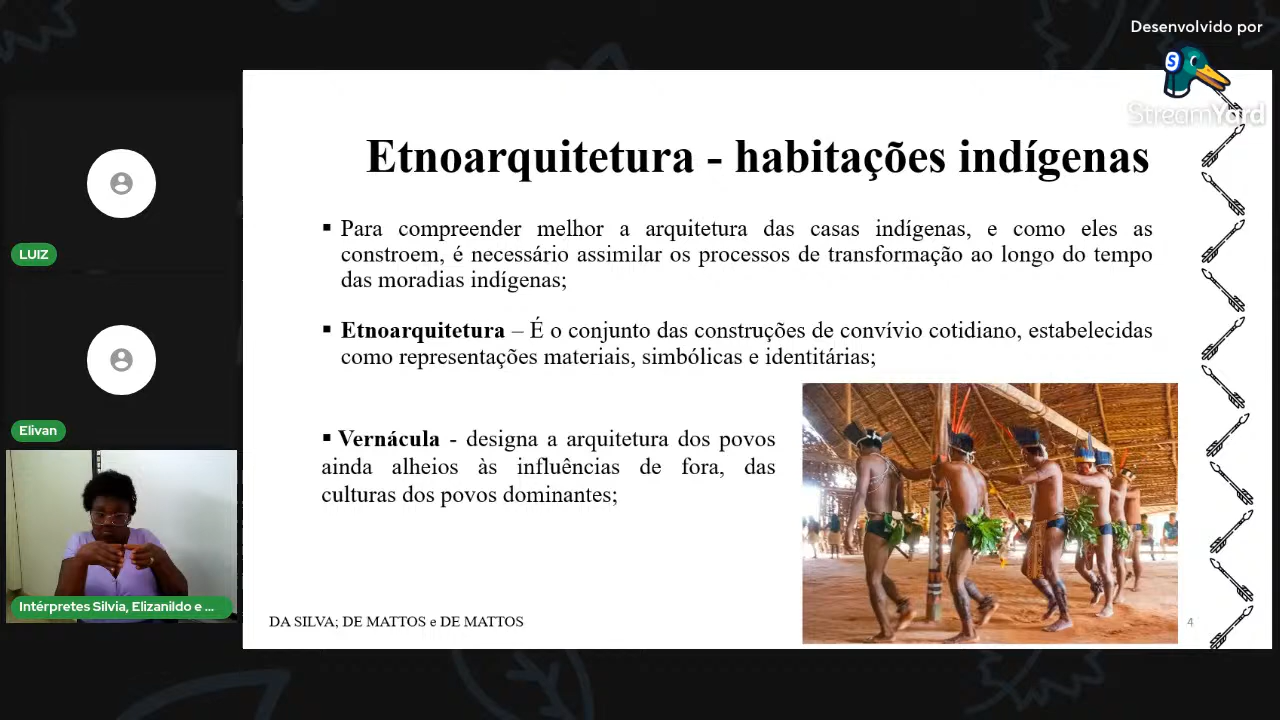 Desenvolvido por
StreamYard
Etnoarquitetura - habitações indígenas
▪ Para compreender melhor a arquitetura das casas indígenas, e como eles as
constroem, é necessário assimilar os processos de transformação ao longo do tempo
das moradias indígenas;
▪ Etnoarquitetura – É o conjunto das construções de convívio cotidiano, estabelecidas
como representações materiais, simbólicas e identitárias;
▪ Vernácula - designa a arquitetura dos povos
ainda alheios às influências de fora, das
culturas dos povos dominantes;
DA SILVA; DE MATTOS e DE MATTOS
4
LUIZ
Elivan
Intérpretes Silvia, Elizanildo e ...